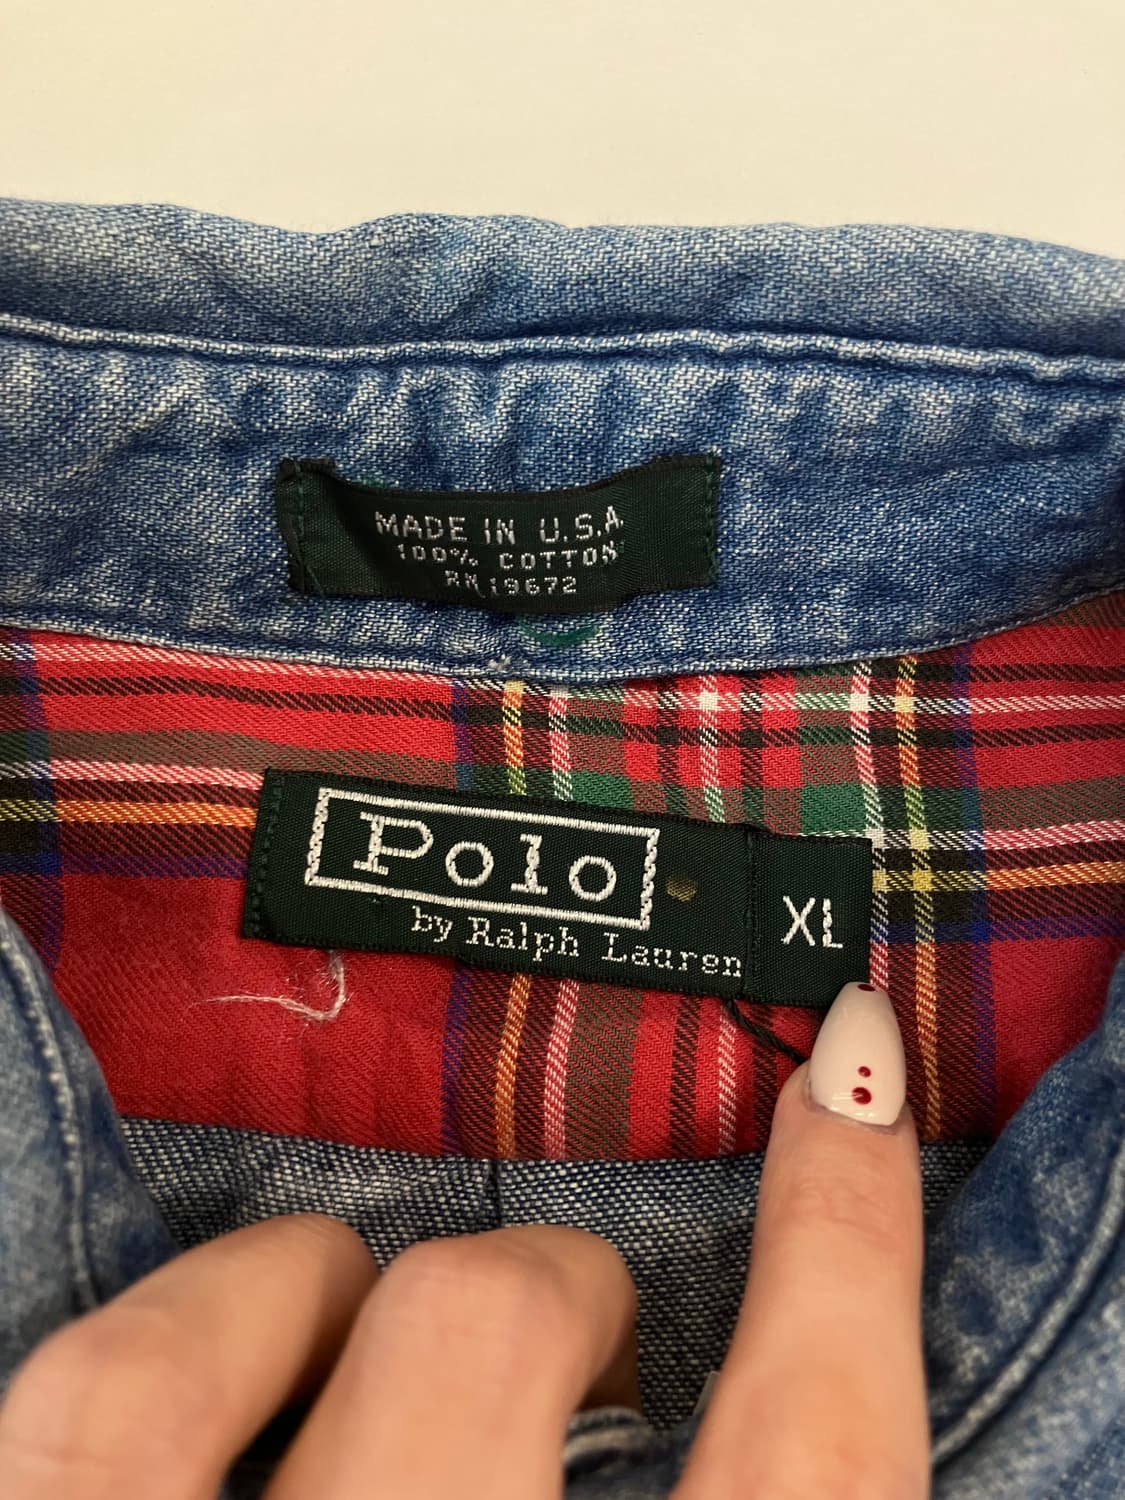 MADE IN U.S.A
100% COTTON
RN 19672
Polo
by Ralph Lauren
XL